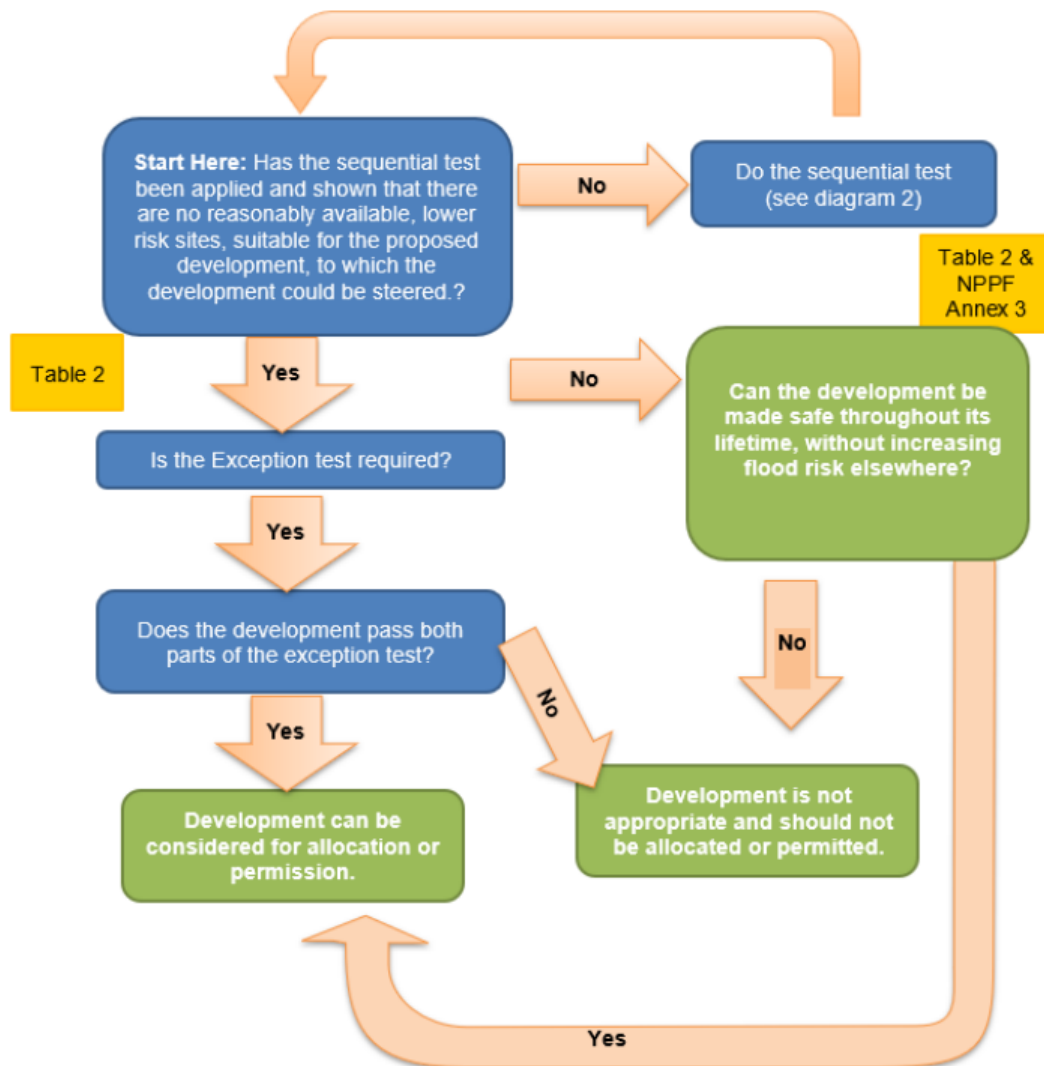 Start Here: Has the sequential test
been applied and shown that there
are no reasonably available, lower
risk sites, suitable for the proposed
development, to which the
development could be steered.?
No
Do the sequential test
(see diagram 2)
Table 2 &
NPPF
Annex 3
Table 2
Yes
No
Can the development be
made safe throughout its
lifetime, without increasing
flood risk elsewhere?
Is the Exception test required?
Yes
Does the development pass both
parts of the exception test?
No
No
Yes
Development can be
considered for allocation or
permission.
Development is not
appropriate and should not
be allocated or permitted.
Yes